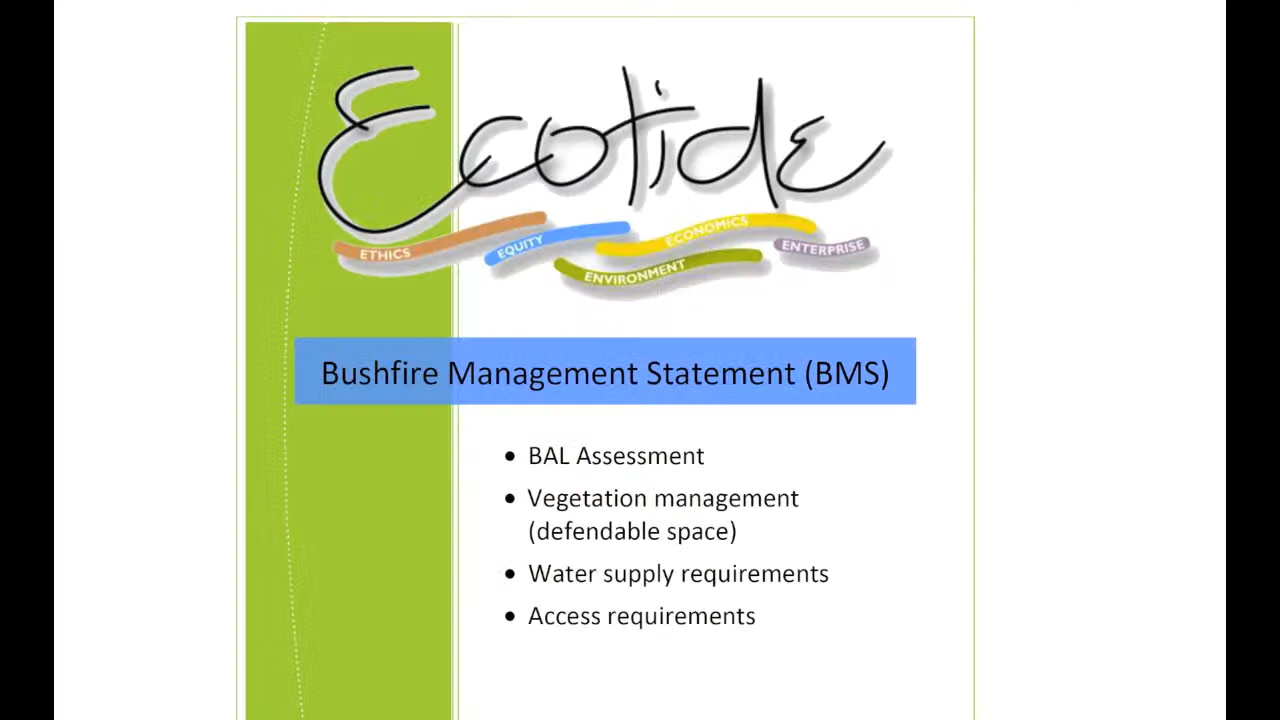 Ecotide
ETHICS
EQUITY
ECONOMICS
ENVIRONMENT
ENTERPRISE
Bushfire Management Statement (BMS)
• BAL Assessment
• Vegetation management
(defendable space)
• Water supply requirements
• Access requirements